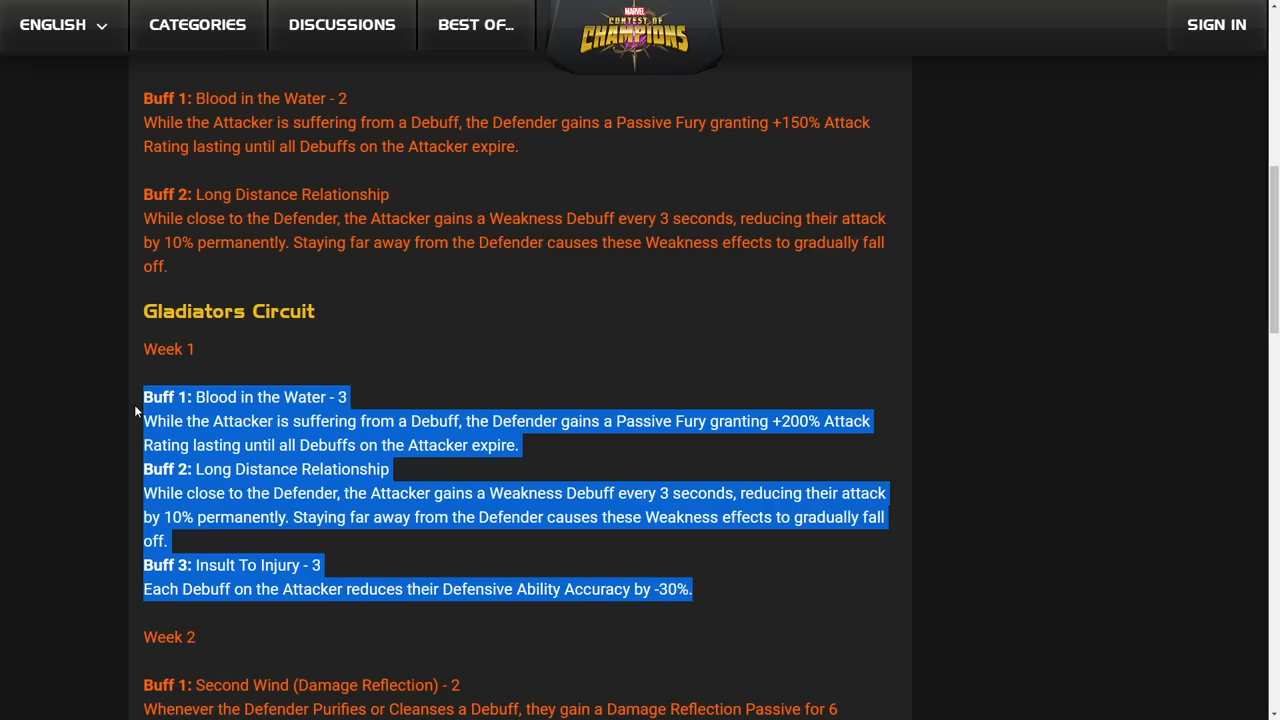 ENGLISH CATEGORIES DISCUSSIONS BEST OF... MARVEL CONTEST OF CHAMPIONS SIGN IN
Buff 1: Blood in the Water - 2
While the Attacker is suffering from a Debuff, the Defender gains a Passive Fury granting +150% Attack
Rating lasting until all Debuffs on the Attacker expire.
Buff 2: Long Distance Relationship
While close to the Defender, the Attacker gains a Weakness Debuff every 3 seconds, reducing their attack
by 10% permanently. Staying far away from the Defender causes these Weakness effects to gradually fall
off.
Gladiators Circuit
Week 1
Buff 1: Blood in the Water - 3
While the Attacker is suffering from a Debuff, the Defender gains a Passive Fury granting +200% Attack
Rating lasting until all Debuffs on the Attacker expire.
Buff 2: Long Distance Relationship
While close to the Defender, the Attacker gains a Weakness Debuff every 3 seconds, reducing their attack
by 10% permanently. Staying far away from the Defender causes these Weakness effects to gradually fall
off.
Buff 3: Insult To Injury - 3
Each Debuff on the Attacker reduces their Defensive Ability Accuracy by -30%.
Week 2
Buff 1: Second Wind (Damage Reflection) - 2
Whenever the Defender Purifies or Cleanses a Debuff, they gain a Damage Reflection Passive for 6